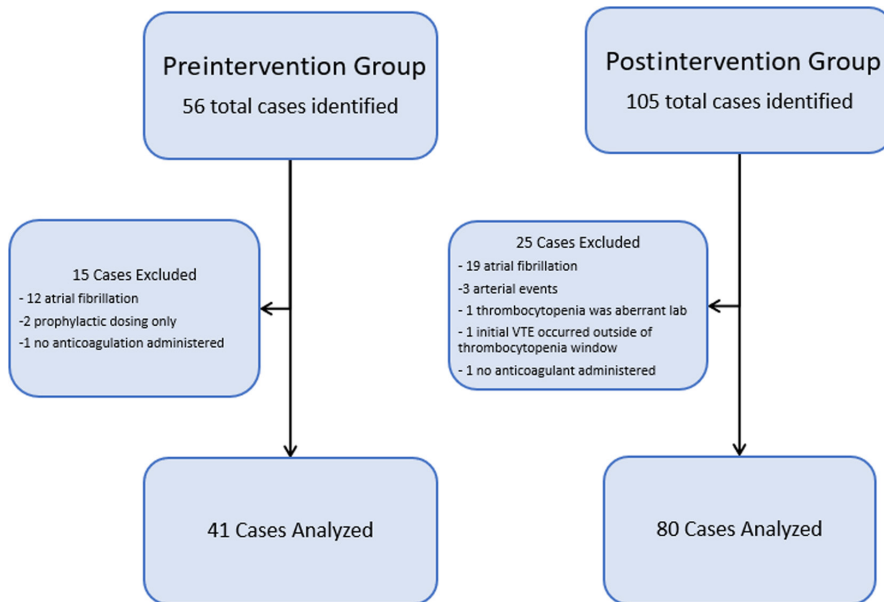 Preintervention Group
56 total cases identified
15 Cases Excluded
- 12 atrial fibrillation
-2 prophylactic dosing only
-1 no anticoagulation administered
41 Cases Analyzed
Postintervention Group
105 total cases identified
25 Cases Excluded
- 19 atrial fibrillation
-3 arterial events
- 1 thrombocytopenia was aberrant lab
- 1 initial VTE occurred outside of
thrombocytopenia window
- 1 no anticoagulant administered
80 Cases Analyzed